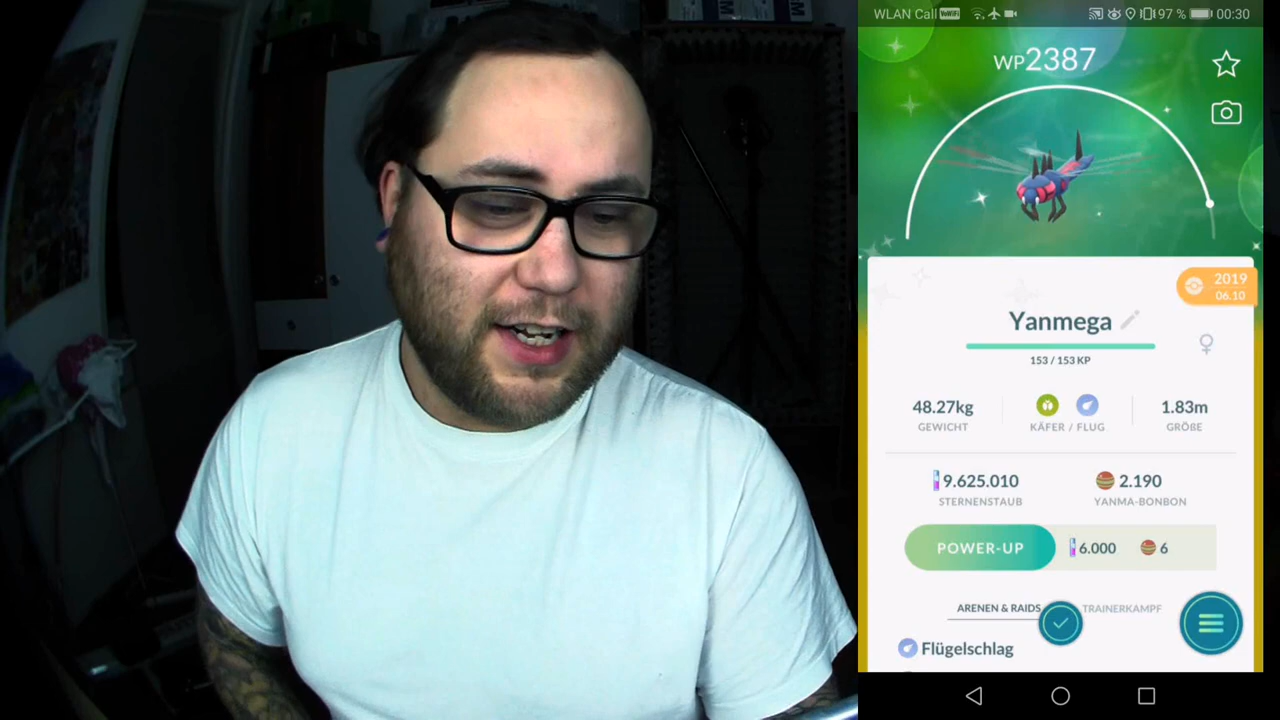 WLAN Call VoWiFi 97 % 00:30
WP2387
2019
06.10
Yanmega
153 / 153 KP
48.27kg
GEWICHT
KÄFER / FLUG
1.83m
GRÖßE
9.625.010
STERNENSTAUB
2.190
YANMA-BONBON
POWER-UP
6.000
6
ARENEN & RAIDS
TRAINERKAMPF
Flügelschlag